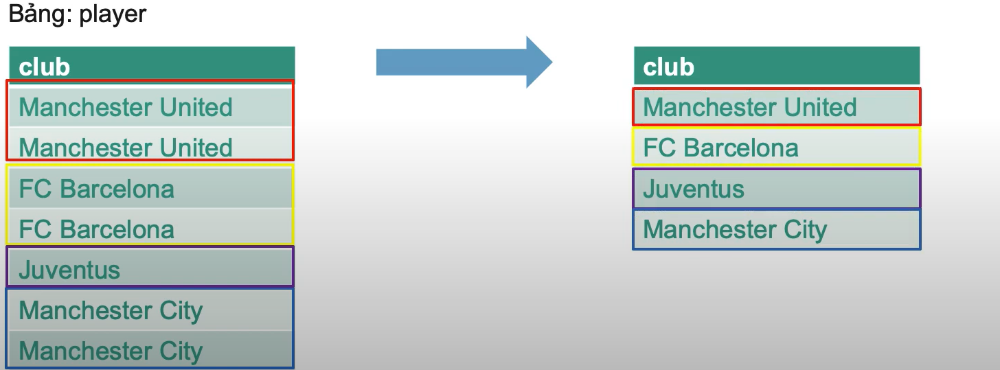 Bảng: player
club
Manchester United
Manchester United
FC Barcelona
FC Barcelona
Juventus
Manchester City
Manchester City
club
Manchester United
FC Barcelona
Juventus
Manchester City